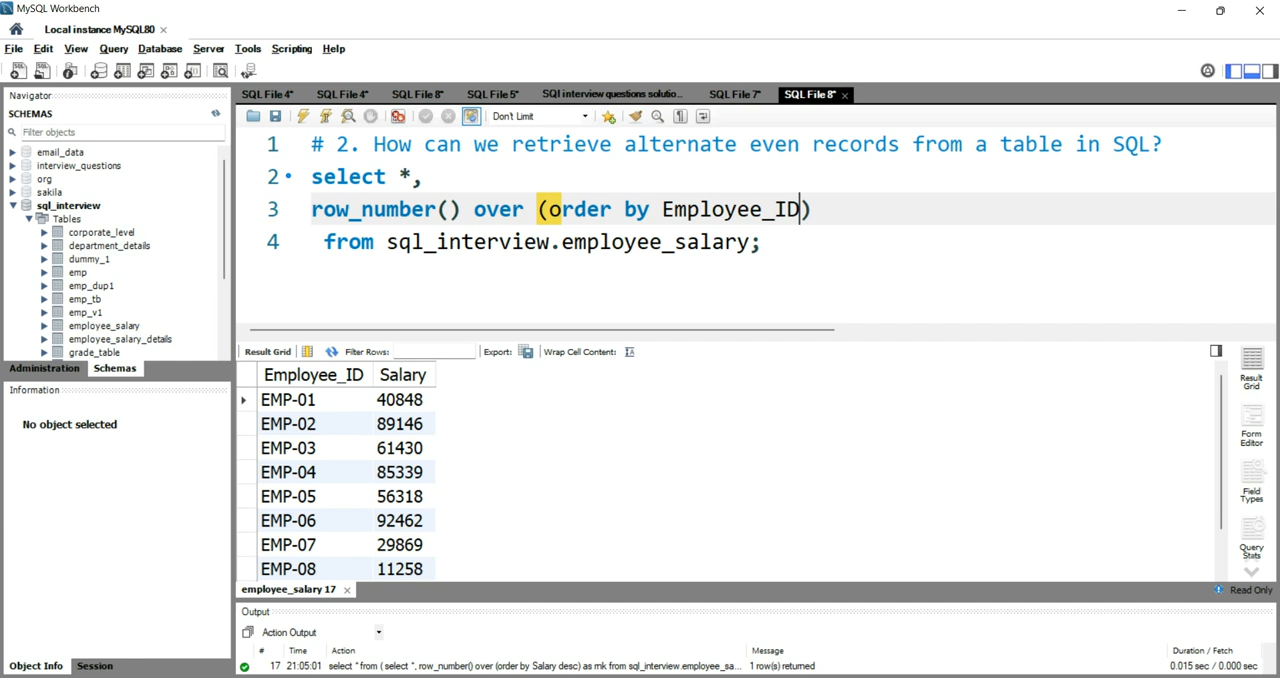 MySQL Workbench
Local instance MySQL80
File Edit View Query Database Server Tools Scripting Help
Navigator
SCHEMAS
Filter objects
email_data
interview_questions
org
sakila
sql_interview
Tables
corporate_level
department_details
dummy_1
emp
emp_dup1
emp_tb
emp_v1
employee_salary
employee_salary_details
grade_table
Administration Schemas
Information
No object selected
Object Info Session
SQL File 4* SQL File 4* SQL File 8* SQL File 5* SQl interview questions solutio... SQL File 7* SQL File 8*
Don't Limit
1 # 2. How can we retrieve alternate even records from a table in SQL?
2 select *,
3 row_number() over (order by Employee_ID)
4 from sql_interview.employee_salary;
Result Grid Filter Rows: Export: Wrap Cell Content:
Employee_ID Salary
EMP-01 40848
EMP-02 89146
EMP-03 61430
EMP-04 85339
EMP-05 56318
EMP-06 92462
EMP-07 29869
EMP-08 11258
Result Grid
Form Editor
Field Types
Query Stats
employee_salary 17
Read Only
Output
Action Output
# Time Action Message Duration / Fetch
17 21:05:01 select * from ( select *, row_number() over (order by Salary desc) as rnk from sql_interview.employee_sa... 1 row(s) returned 0.015 sec / 0.000 sec